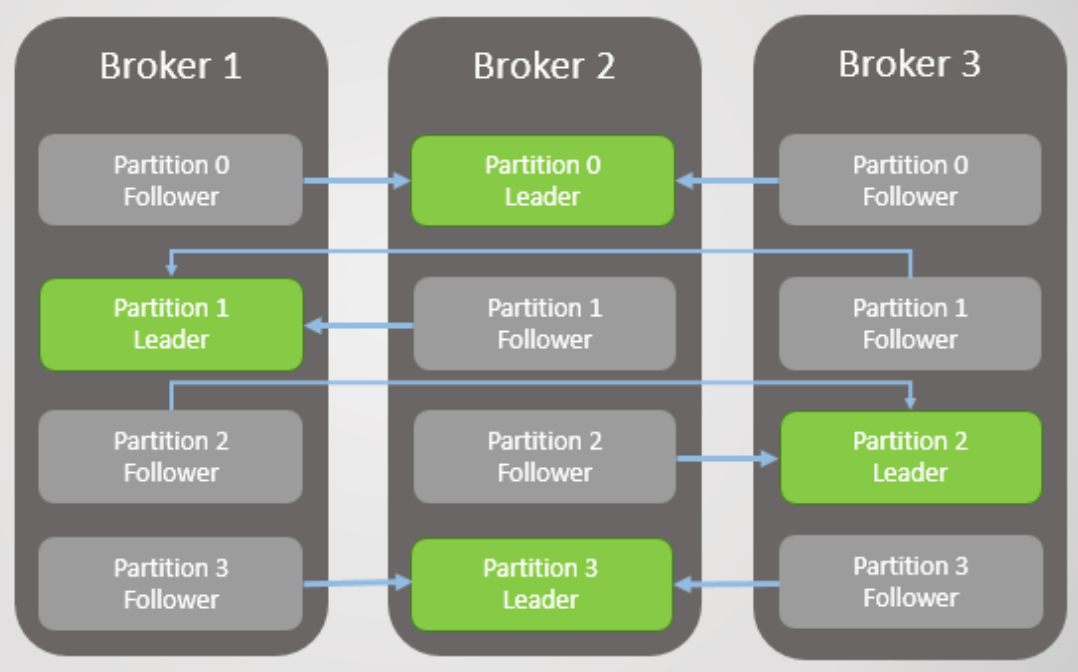 Broker 1
Broker 2
Broker 3
Partition 0
Follower
Partition 0
Leader
Partition 0
Follower
Partition 1
Leader
Partition 1
Follower
Partition 1
Follower
Partition 2
Follower
Partition 2
Follower
Partition 2
Leader
Partition 3
Follower
Partition 3
Leader
Partition 3
Follower